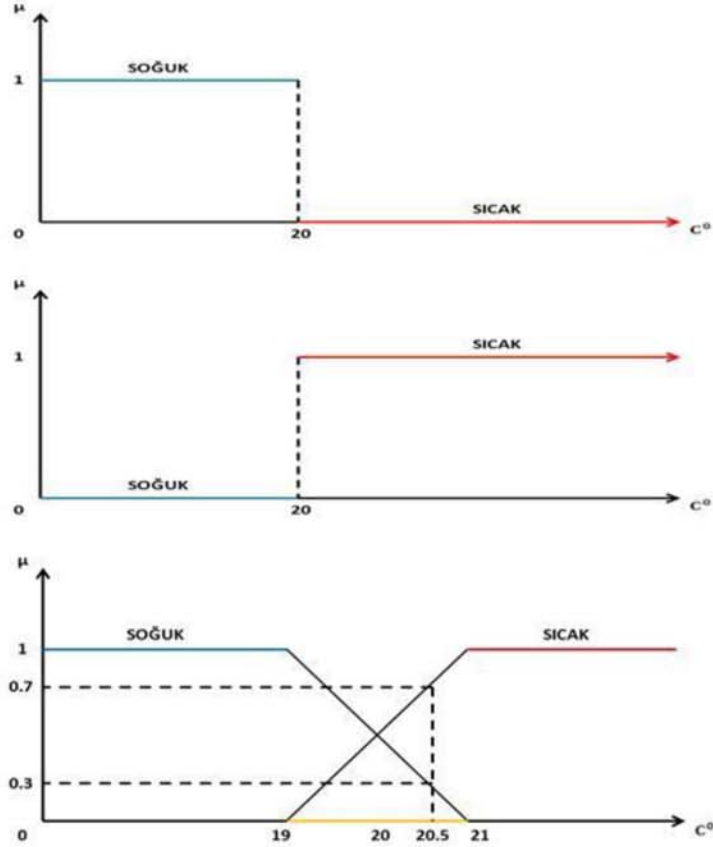 μ
SOĞUK
1
SICAK
0 20 C⁰
μ
SICAK
1
SOĞUK
0 20 C⁰
μ
SOĞUK SICAK
1
0.7
0.3
0 19 20 20.5 21 C⁰